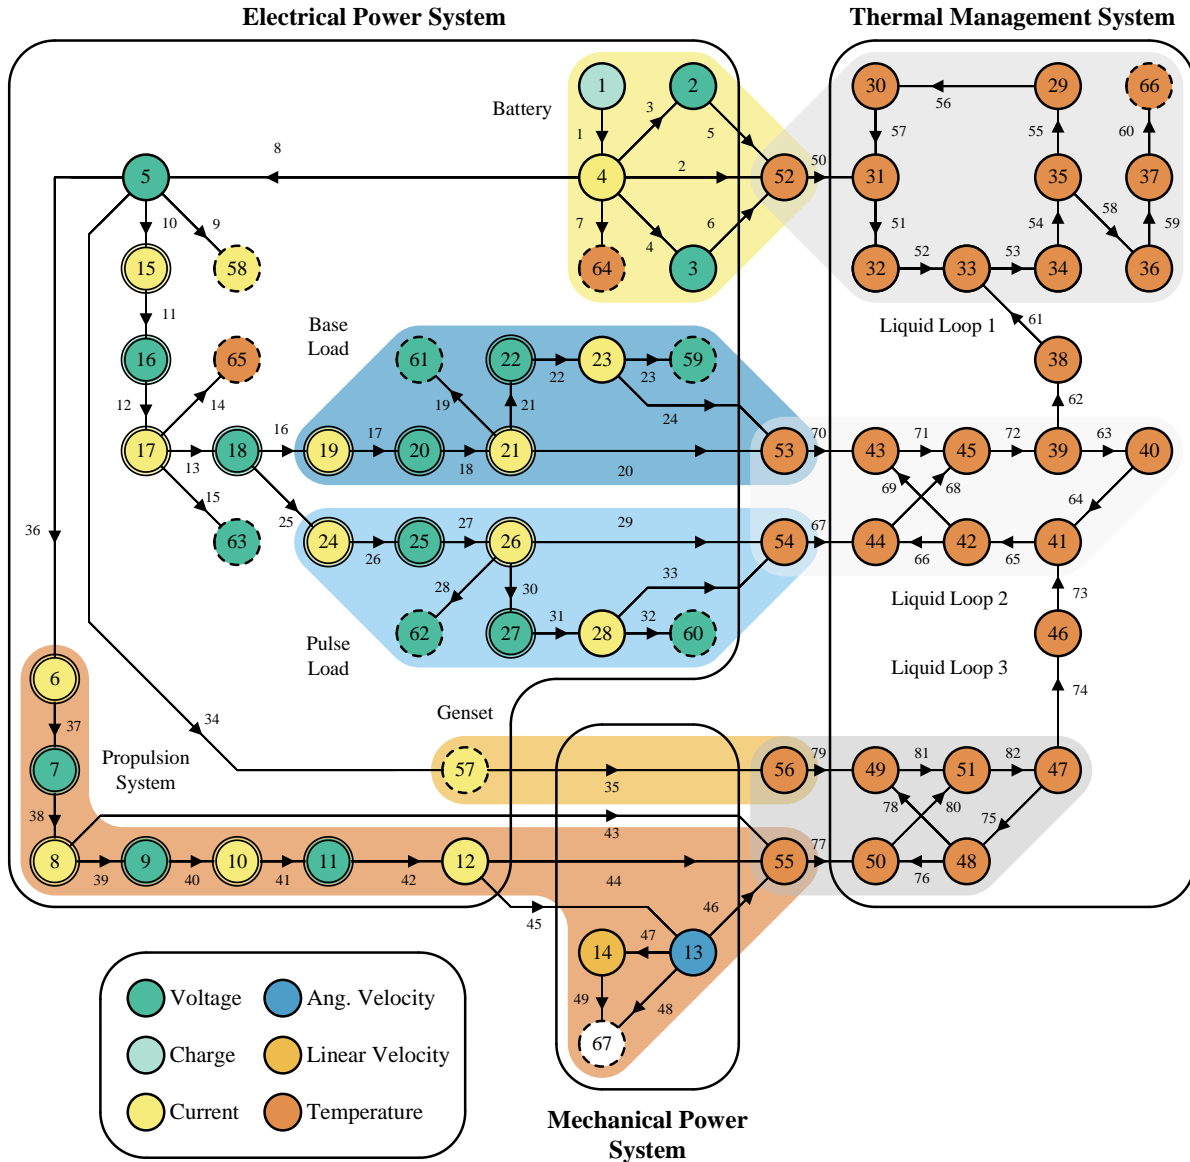 Electrical Power System Thermal Management System
1 2 30 29 66
Battery 3 56
1 5 55 60
57
8 50
5 4 2 52 31 35 37
10 9 7 6 51 54 58 59
4
15 58 64 3 32 52 33 53 34 36
11 Base Load 61 Liquid Loop 1
16 65 61 22 22 23 23 59 38
12 14 19 21 24 62
16 17 70 71 72 63
17 13 18 19 20 18 21 20 53 43 45 39 40
15 25 69 68 64
36 27 29 67
63 24 26 25 26 54 44 66 42 65 41
28 30 33 73
Liquid Loop 2
62 27 31 28 32 60 46
Pulse Load Liquid Loop 3
6 74
37 34 Genset
Propulsion System 79 81 82
7 57 35 56 49 51 47
38 43 78 80 75
77
8 39 9 40 10 41 11 42 12 44 55 50 76 48
45 46
14 47 13
49 48
67
Voltage Ang. Velocity
Charge Linear Velocity
Current Temperature
Mechanical Power
System